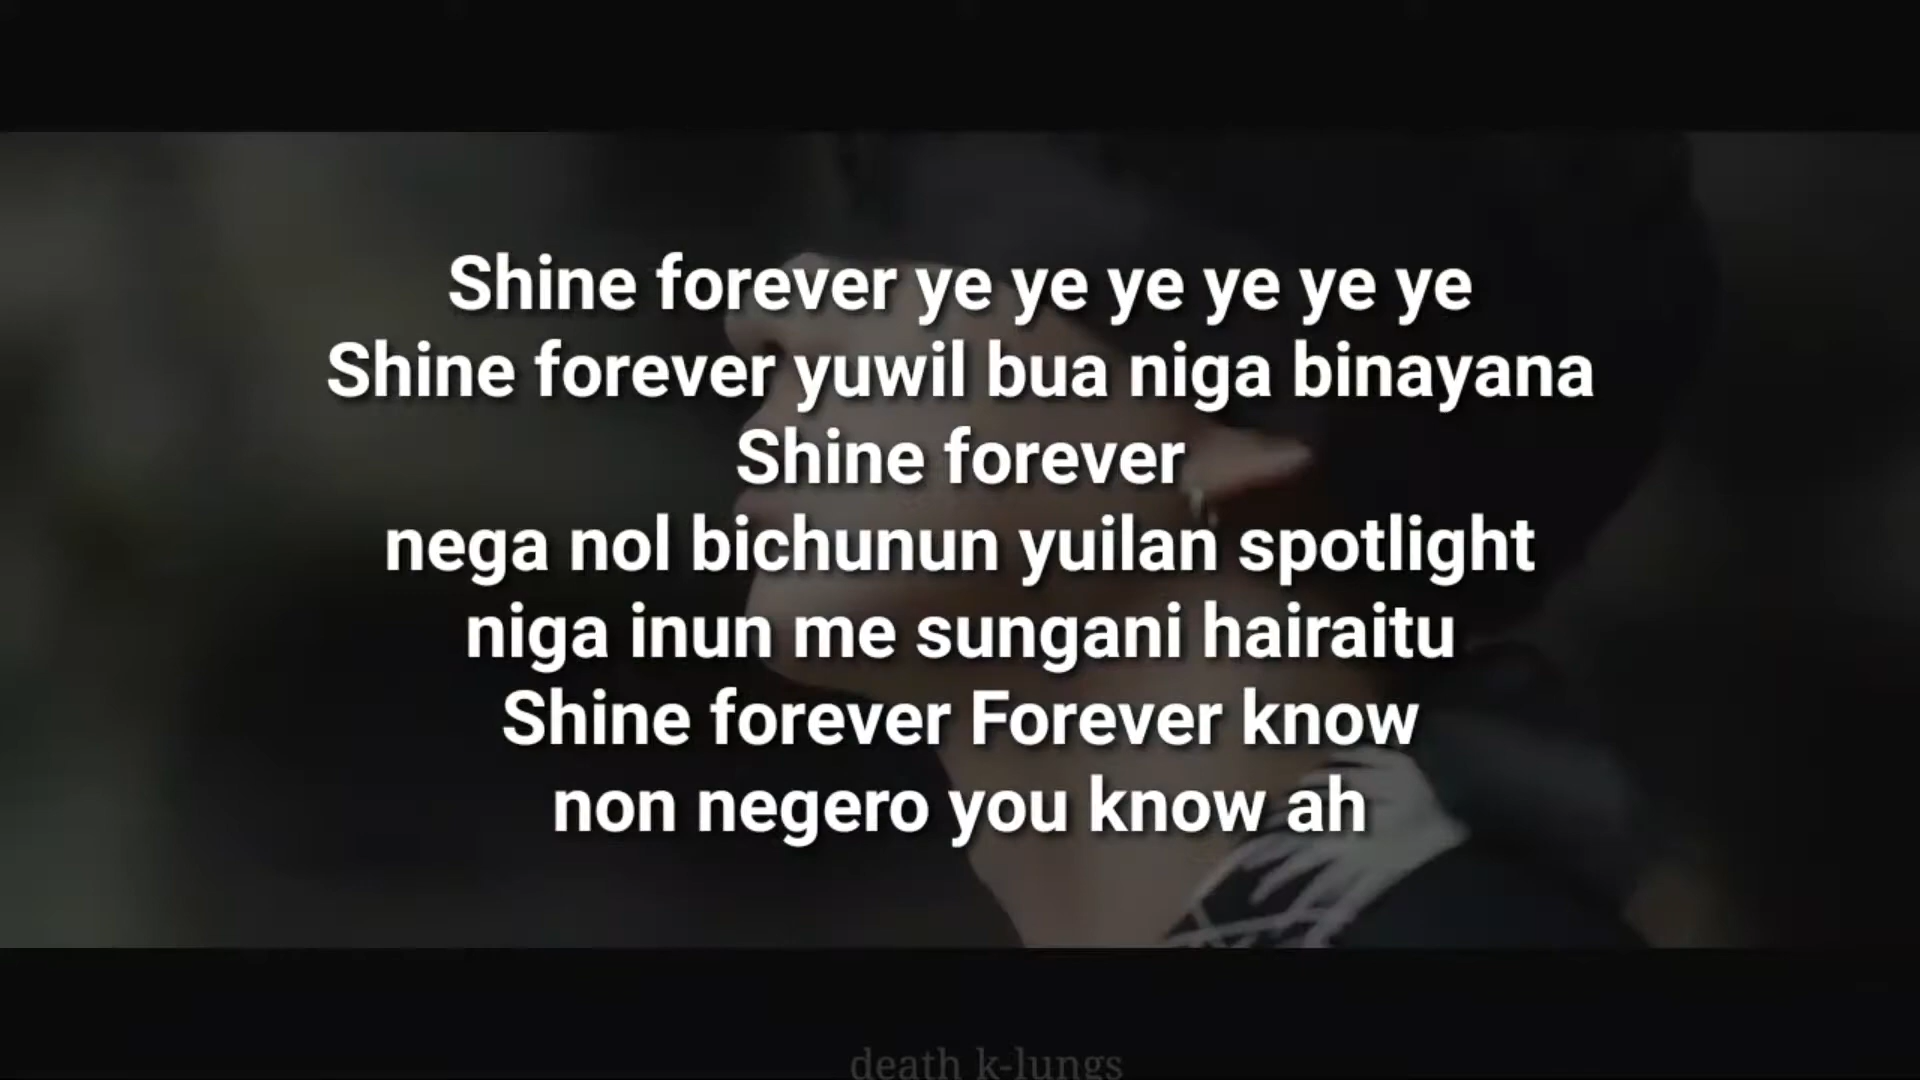 Shine forever ye ye ye ye ye ye
Shine forever yuwil bua niga binayana
Shine forever
nega nol bichunun yuilan spotlight
niga inun me sungani hairaitu
Shine forever Forever know
non negero you know ah
death k-lungs